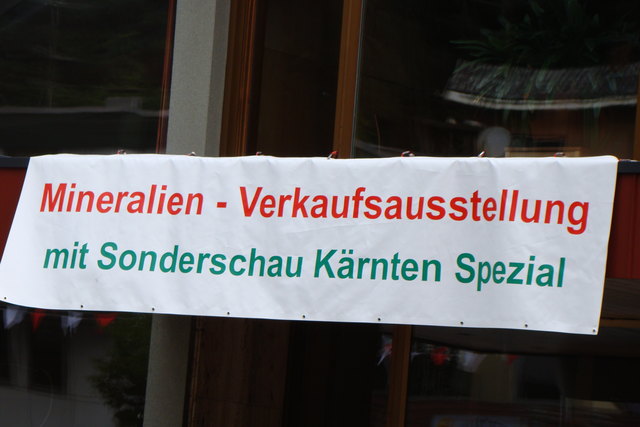 Mineralien - Verkaufsausstellung
mit Sonderschau Kärnten Spezial